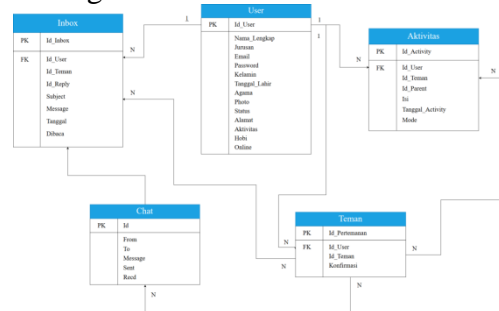 User
PK Id_User
Nama_Lengkap
Jurusan
Email
Password
Kelamin
Tanggal_Lahir
Agama
Photo
Status
Alamat
Aktivitas
Hobi
Online
Inbox
PK Id_Inbox
FK Id_User
Id_Teman
Id_Reply
Subject
Message
Tanggal
Dibaca
Aktivitas
PK Id_Activity
FK Id_User
Id_Teman
Id_Parent
Isi
Tanggal_Activity
Mode
Chat
PK Id
From
To
Message
Sent
Recd
Teman
PK Id_Pertemanan
FK Id_User
Id_Teman
Konfirmasi
1
1
1
N
N
N
N
N
N
N
N
N